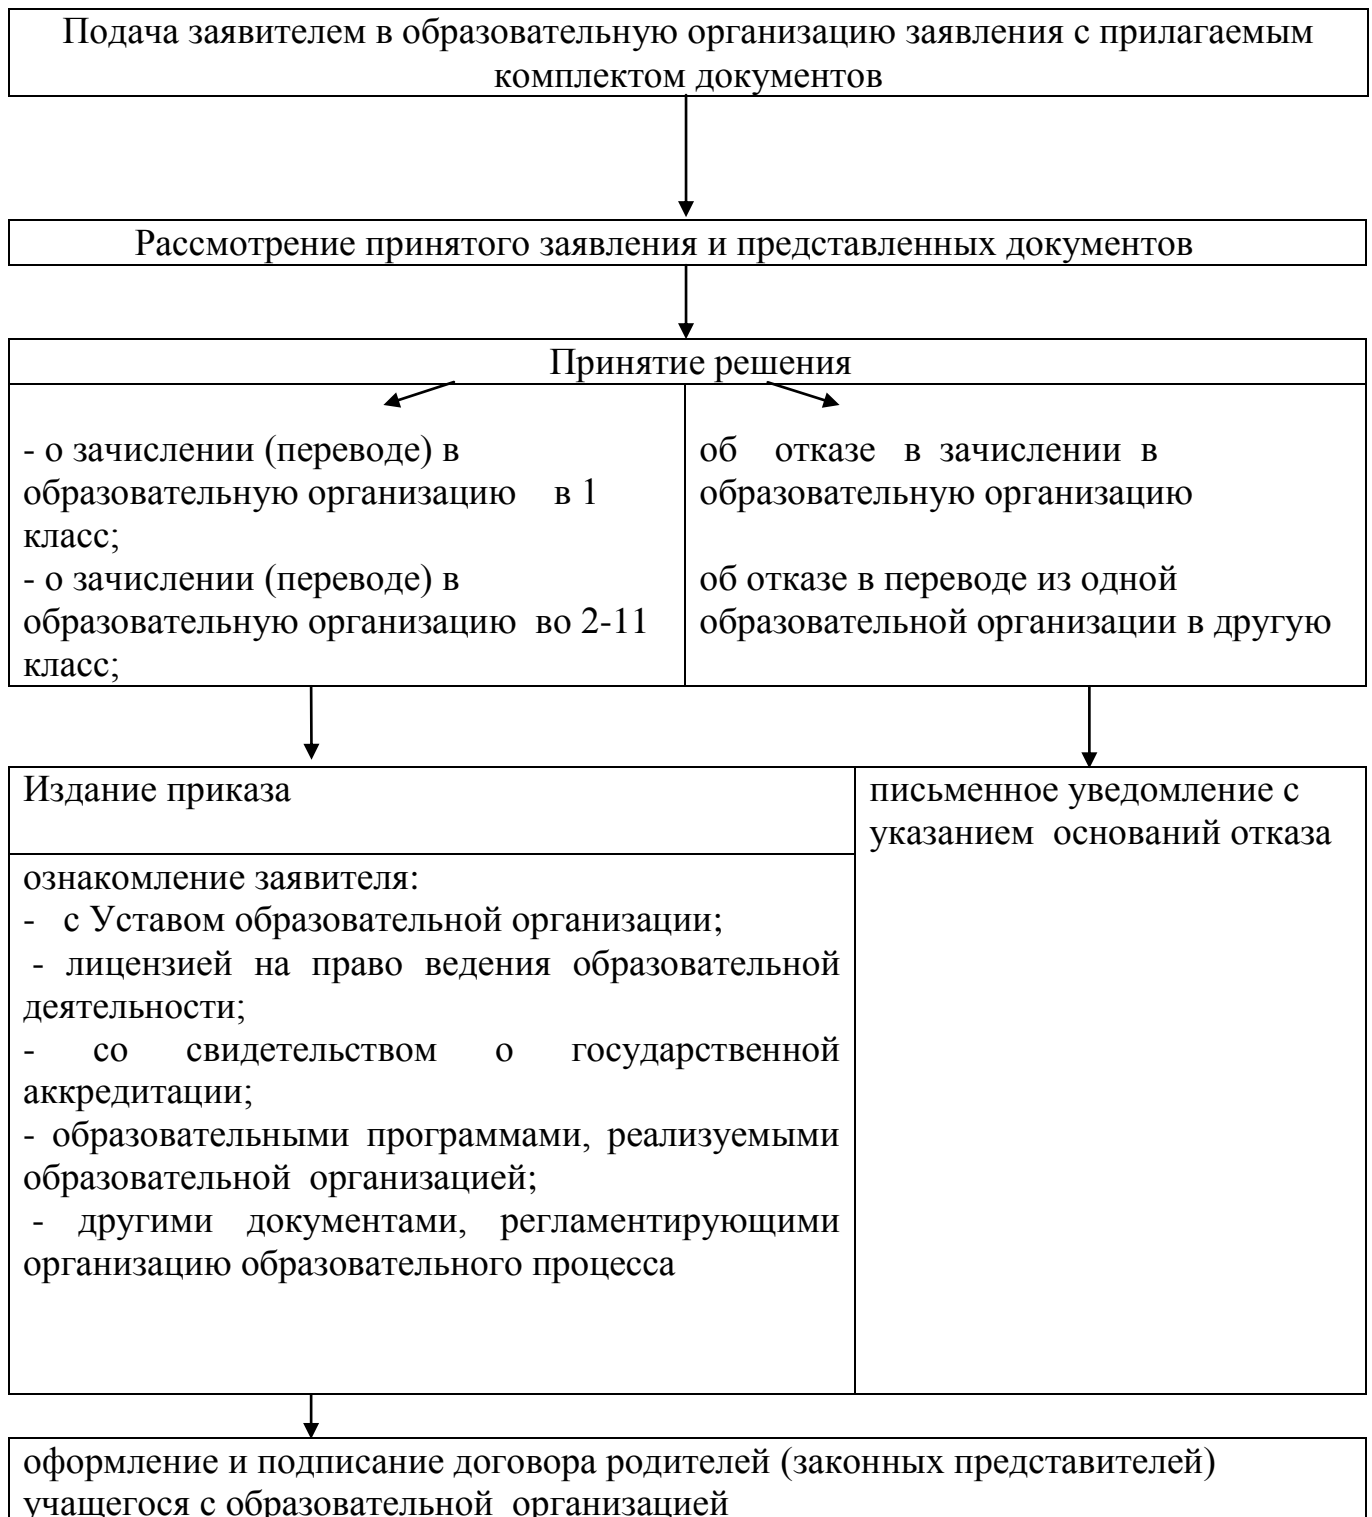 Подача заявителем в образовательную организацию заявления с прилагаемым
комплектом документов
Рассмотрение принятого заявления и представленных документов
Принятие решения
- о зачислении (переводе) в
образовательную организацию в 1
класс;
- о зачислении (переводе) в
образовательную организацию во 2-11
класс;
об отказе в зачислении в
образовательную организацию
об отказе в переводе из одной
образовательной организации в другую
Издание приказа
ознакомление заявителя:
- с Уставом образовательной организации;
- лицензией на право ведения образовательной
деятельности;
- со свидетельством о государственной
аккредитации;
- образовательными программами, реализуемыми
образовательной организацией;
- другими документами, регламентирующими
организацию образовательного процесса
письменное уведомление с
указанием оснований отказа
оформление и подписание договора родителей (законных представителей)
учащегося с образовательной организацией